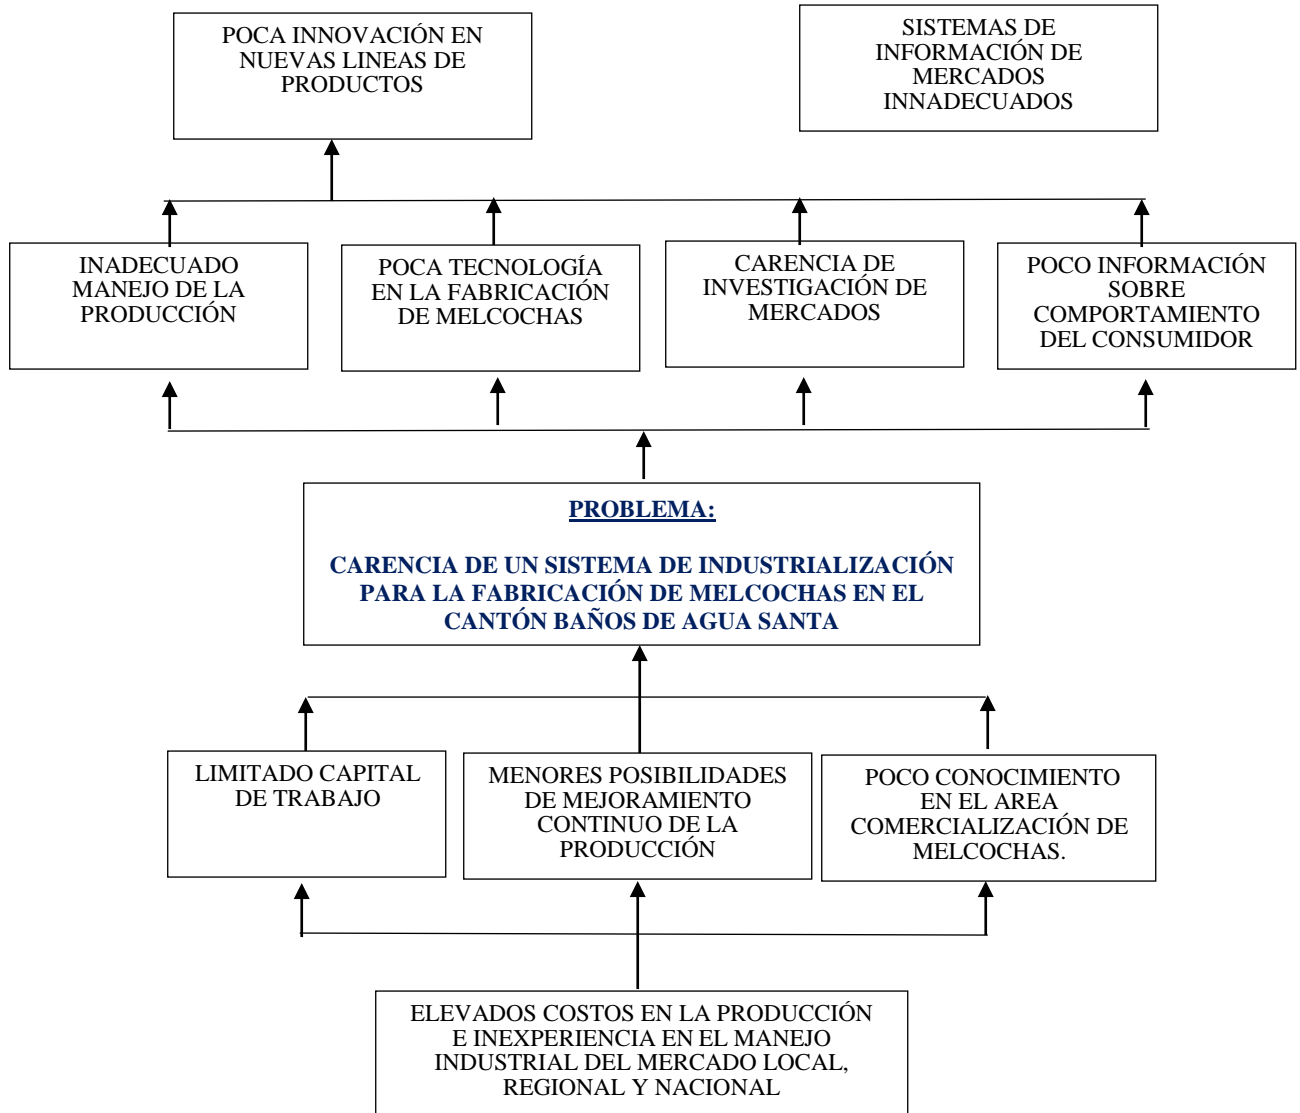 POCA INNOVACIÓN EN
NUEVAS LINEAS DE
PRODUCTOS
SISTEMAS DE
INFORMACIÓN DE
MERCADOS
INNADECUADOS
INADECUADO
MANEJO DE LA
PRODUCCIÓN
POCA TECNOLOGÍA
EN LA FABRICACIÓN
DE MELCOCHAS
CARENCIA DE
INVESTIGACIÓN DE
MERCADOS
POCO INFORMACIÓN
SOBRE
COMPORTAMIENTO
DEL CONSUMIDOR
PROBLEMA:
CARENCIA DE UN SISTEMA DE INDUSTRIALIZACIÓN
PARA LA FABRICACIÓN DE MELCOCHAS EN EL
CANTÓN BAÑOS DE AGUA SANTA
LIMITADO CAPITAL
DE TRABAJO
MENORES POSIBILIDADES
DE MEJORAMIENTO
CONTINUO DE LA
PRODUCCIÓN
POCO CONOCIMIENTO
EN EL AREA
COMERCIALIZACIÓN DE
MELCOCHAS.
ELEVADOS COSTOS EN LA PRODUCCIÓN
E INEXPERIENCIA EN EL MANEJO
INDUSTRIAL DEL MERCADO LOCAL,
REGIONAL Y NACIONAL